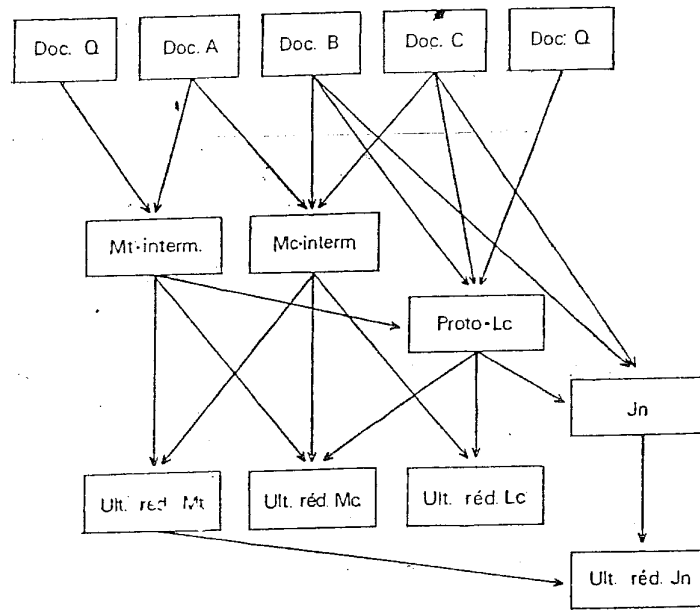 Doc. Q
Doc. A
Doc. B
Doc. C
Doc. Q
Mt-interm.
Mc-interm
Proto-Lc
Jn
Ult. réd. Mt
Ult. réd. Mc
Ult. réd. Lc
Ult. réd. Jn